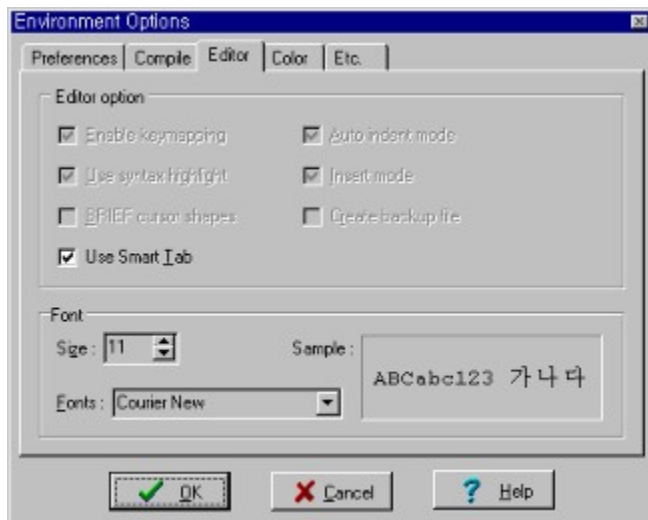 Environment Options
Preferences Compile Editor Color Etc.
Editor option
Enable keymapping Auto indent mode
Use syntax highlight Insert mode
BRIEF cursor shapes Create backup file
Use Smart Tab
Font
Size : 11 Sample :
ABCabc123 가나다
Fonts : Courier New
OK Cancel Help